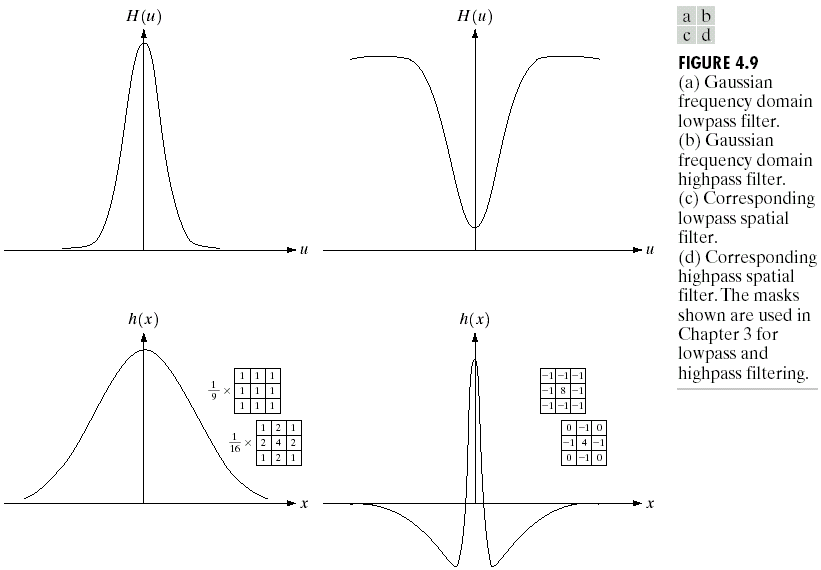 H(u)
u
H(u)
u
h(x)
1/9 ×
1 1 1
1 1 1
1 1 1
1/16 ×
1 2 1
2 4 2
1 2 1
x
h(x)
−1 −1 −1
−1 8 −1
−1 −1 −1
0 −1 0
−1 4 −1
0 −1 0
x
a b
c d
FIGURE 4.9
(a) Gaussian
frequency domain
lowpass filter.
(b) Gaussian
frequency domain
highpass filter.
(c) Corresponding
lowpass spatial
filter.
(d) Corresponding
highpass spatial
filter. The masks
shown are used in
Chapter 3 for
lowpass and
highpass filtering.